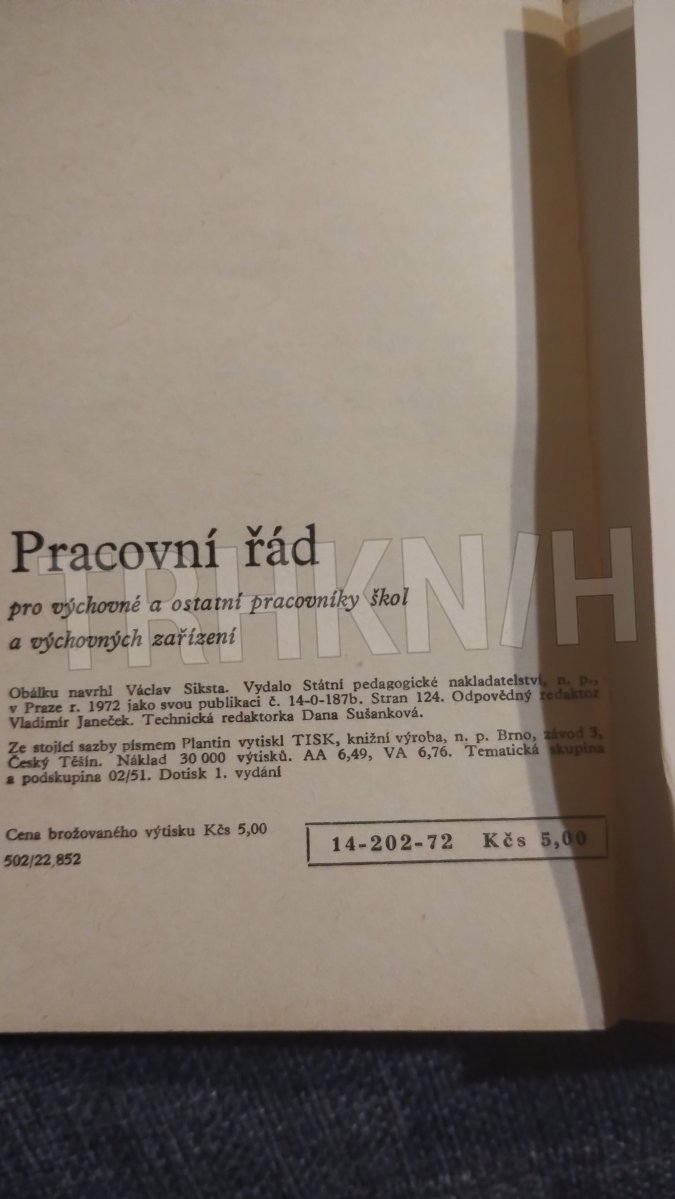 Pracovní řád
pro výchovné a ostatní pracovníky škol
a výchovných zařízení
Obálku navrhl Václav Siksta. Vydalo Státní pedagogické nakladatelství, n. p.,
v Praze r. 1972 jako svou publikaci č. 14-0-187b. Stran 124. Odpovědný redaktor
Vladimír Janeček. Technická redaktorka Dana Sušanková.
Ze stojící sazby písmem Plantin vytiskl TISK, knižní výroba, n. p. Brno, závod 3,
Český Těšín. Náklad 30 000 výtisků. AA 6,49, VA 6,76. Tematická skupina
a podskupina 02/51. Dotisk 1. vydání
Cena brožovaného výtisku Kčs 5,00
502/22,852
14-202-72 Kčs 5,00
TRHKN/H